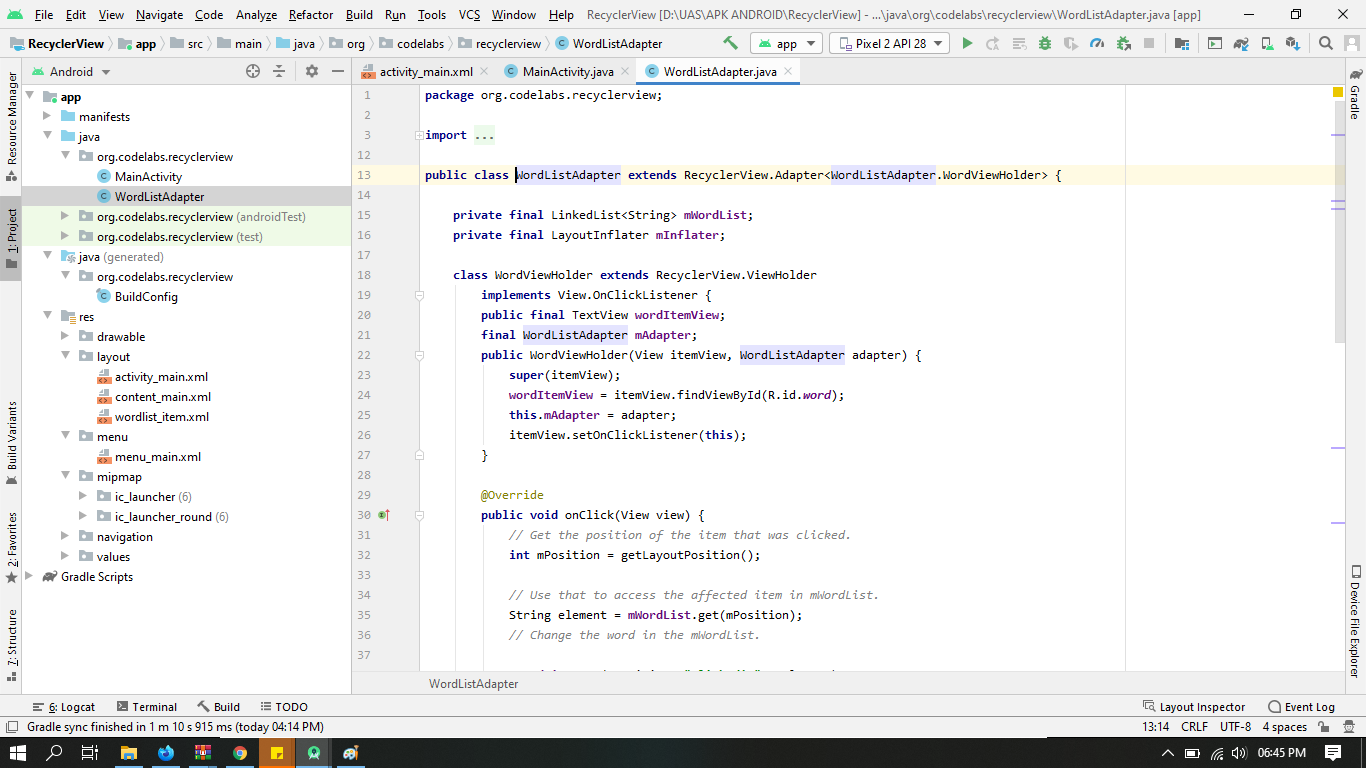 File Edit View Navigate Code Analyze Refactor Build Run Tools VCS Window Help RecyclerView [D:\UAS\APK ANDROID\RecyclerView] - ...\java\org\codelabs\recyclerview\WordListAdapter.java [app]
RecyclerView app src main java org codelabs recyclerview WordListAdapter app Pixel 2 API 28
Android
activity_main.xml MainActivity.java WordListAdapter.java
Resource Manager
1: Project
Build Variants
2: Favorites
7: Structure
app
manifests
java
org.codelabs.recyclerview
MainActivity
WordListAdapter
org.codelabs.recyclerview (androidTest)
org.codelabs.recyclerview (test)
java (generated)
org.codelabs.recyclerview
BuildConfig
res
drawable
layout
activity_main.xml
content_main.xml
wordlist_item.xml
menu
menu_main.xml
mipmap
ic_launcher (6)
ic_launcher_round (6)
navigation
values
Gradle Scripts
1 package org.codelabs.recyclerview;
2
3 import ...
12
13 public class WordListAdapter extends RecyclerView.Adapter<WordListAdapter.WordViewHolder> {
14
15 private final LinkedList<String> mWordList;
16 private final LayoutInflater mInflater;
17
18 class WordViewHolder extends RecyclerView.ViewHolder
19 implements View.OnClickListener {
20 public final TextView wordItemView;
21 final WordListAdapter mAdapter;
22 public WordViewHolder(View itemView, WordListAdapter adapter) {
23 super(itemView);
24 wordItemView = itemView.findViewById(R.id.word);
25 this.mAdapter = adapter;
26 itemView.setOnClickListener(this);
27 }
28
29 @Override
30 public void onClick(View view) {
31 // Get the position of the item that was clicked.
32 int mPosition = getLayoutPosition();
33
34 // Use that to access the affected item in mWordList.
35 String element = mWordList.get(mPosition);
36 // Change the word in the mWordList.
37
WordListAdapter
Gradle
Device File Explorer
6: Logcat Terminal Build TODO Layout Inspector Event Log
Gradle sync finished in 1 m 10 s 915 ms (today 04:14 PM) 13:14 CRLF UTF-8 4 spaces
06:45 PM